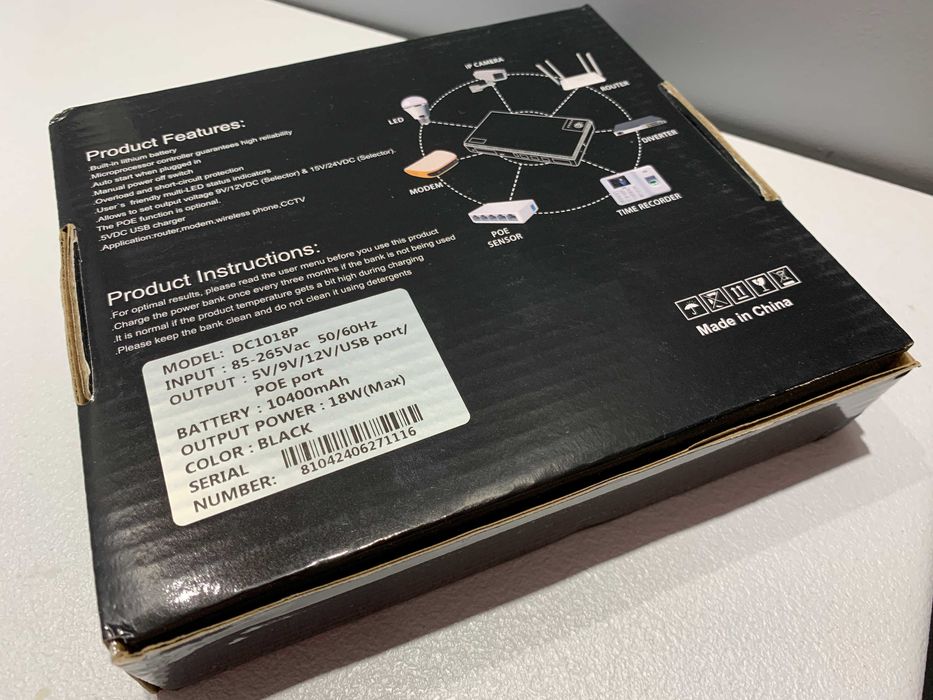 Product Features:
.Built-in lithium battery
.Microprocessor controller guarantees high reliability
.Auto start when plugged in
.Manual power off switch
.Overload and short-circuit protection
.User`s friendly multi-LED status indicators
.Allows to set output voltage 9V/12VDC (Selector) & 15V/24VDC (Selector).
.The POE function is optional.
.5VDC USB charger
.Application:router,modem,wireless phone,CCTV
Product Instructions:
.For optimal results, please read the user menu before you use this product
.Charge the power bank once every three months if the bank is not being used
.It is normal if the product temperature gets a bit high during charging
.Please keep the bank clean and do not clean it using detergents
IP CAMERA
ROUTER
LED
DIVERTER
MODEM
TIME RECORDER
POE
SENSOR
Made in China
MODEL: DC1018P
INPUT : 85-265Vac 50/60Hz
OUTPUT : 5V/9V/12V/USB port/
POE port
BATTERY : 10400mAh
OUTPUT POWER : 18W(Max)
COLOR : BLACK
SERIAL
NUMBER:
81042406271116